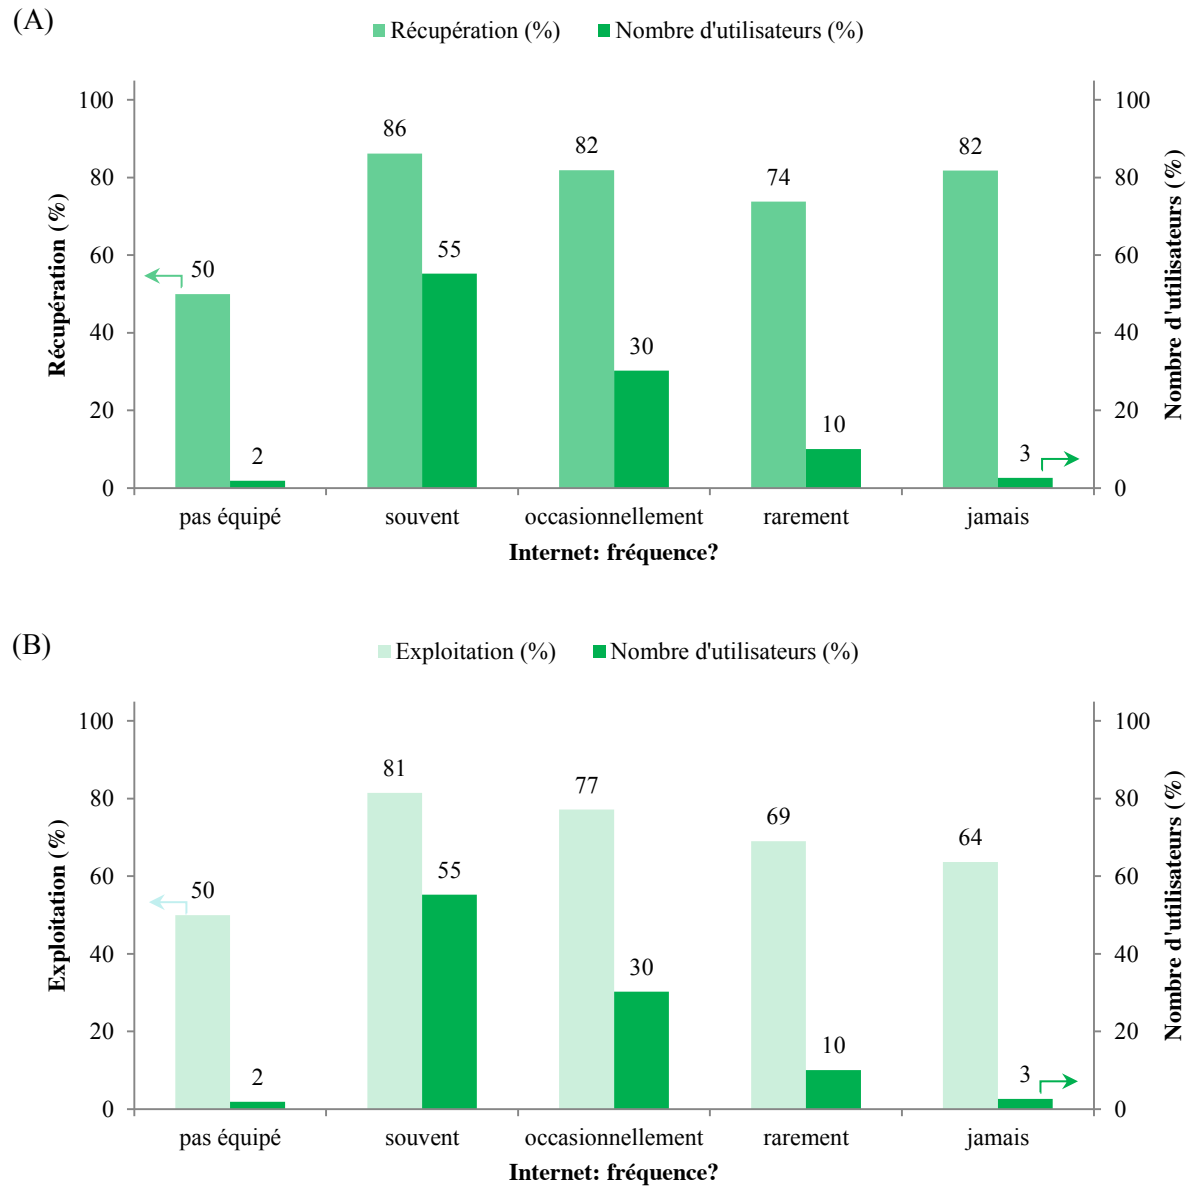 (A)
Récupération (%) Nombre d'utilisateurs (%)
100 100
86
82 82
80 74 80
60 55 60
50
40 40
30
20 20
10
2 3
0 0
pas équipé souvent occasionnellement rarement jamais
Internet: fréquence?
Récupération (%)
Nombre d'utilisateurs (%)
(B)
Exploitation (%) Nombre d'utilisateurs (%)
100 100
81
80 77 80
69
64
60 55 60
50
40 40
30
20 20
10
2 3
0 0
pas équipé souvent occasionnellement rarement jamais
Internet: fréquence?
Exploitation (%)
Nombre d'utilisateurs (%)